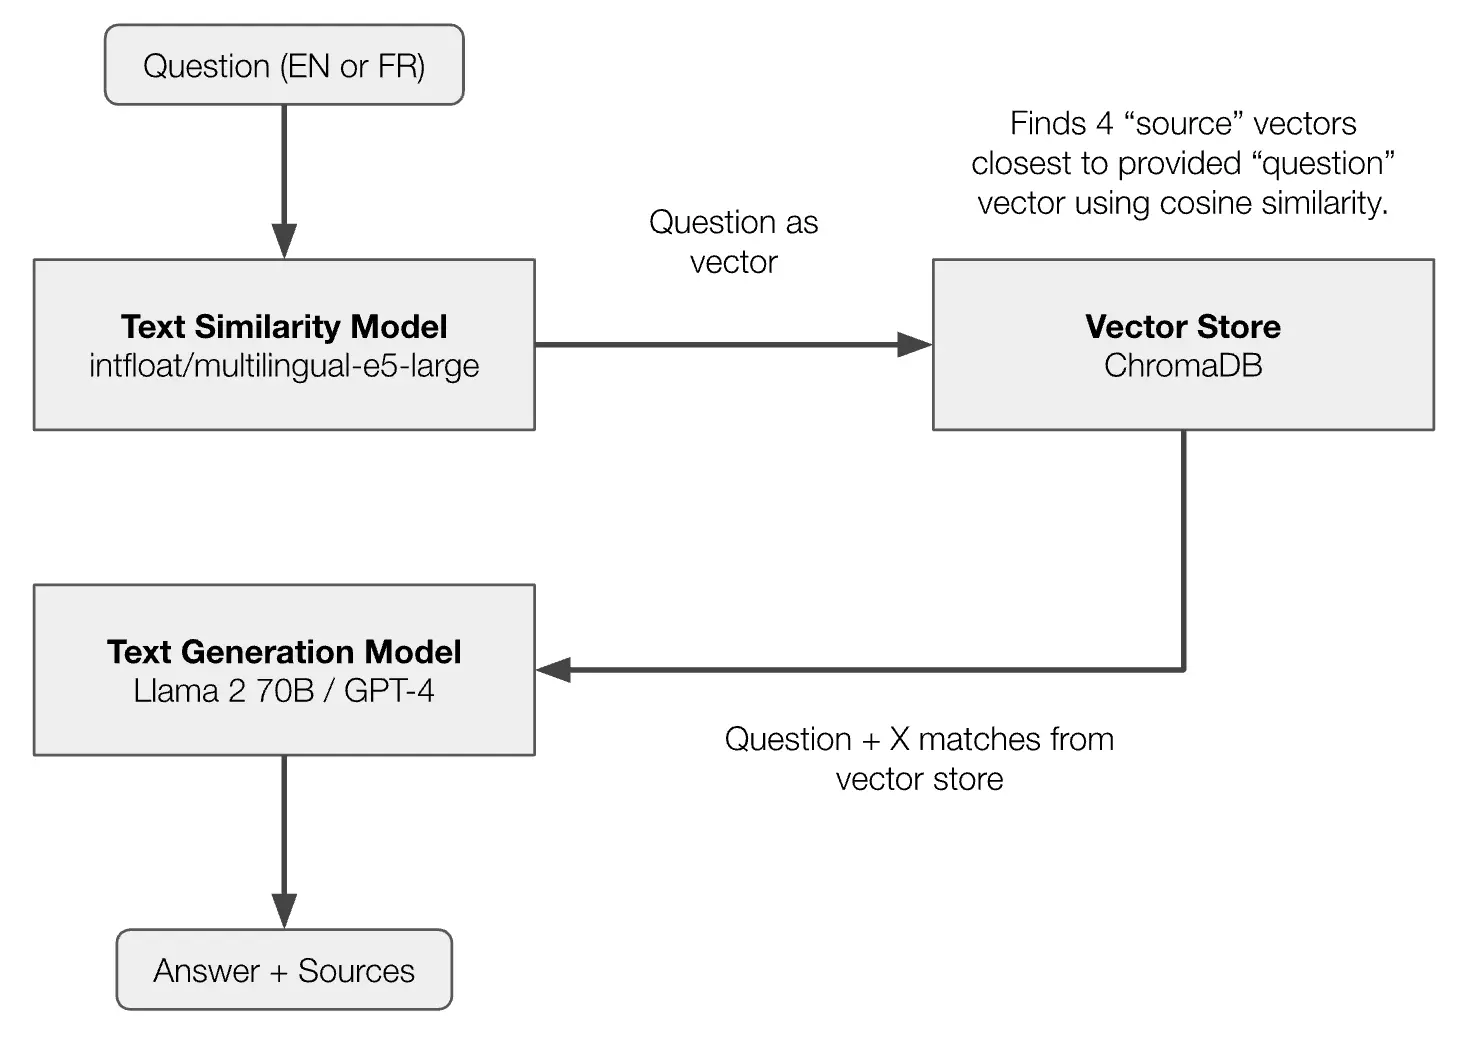 Question (EN or FR)
Finds 4 “source” vectors
closest to provided “question”
vector using cosine similarity.
Question as
vector
Text Similarity Model
intfloat/multilingual-e5-large
Vector Store
ChromaDB
Text Generation Model
Llama 2 70B / GPT-4
Question + X matches from
vector store
Answer + Sources